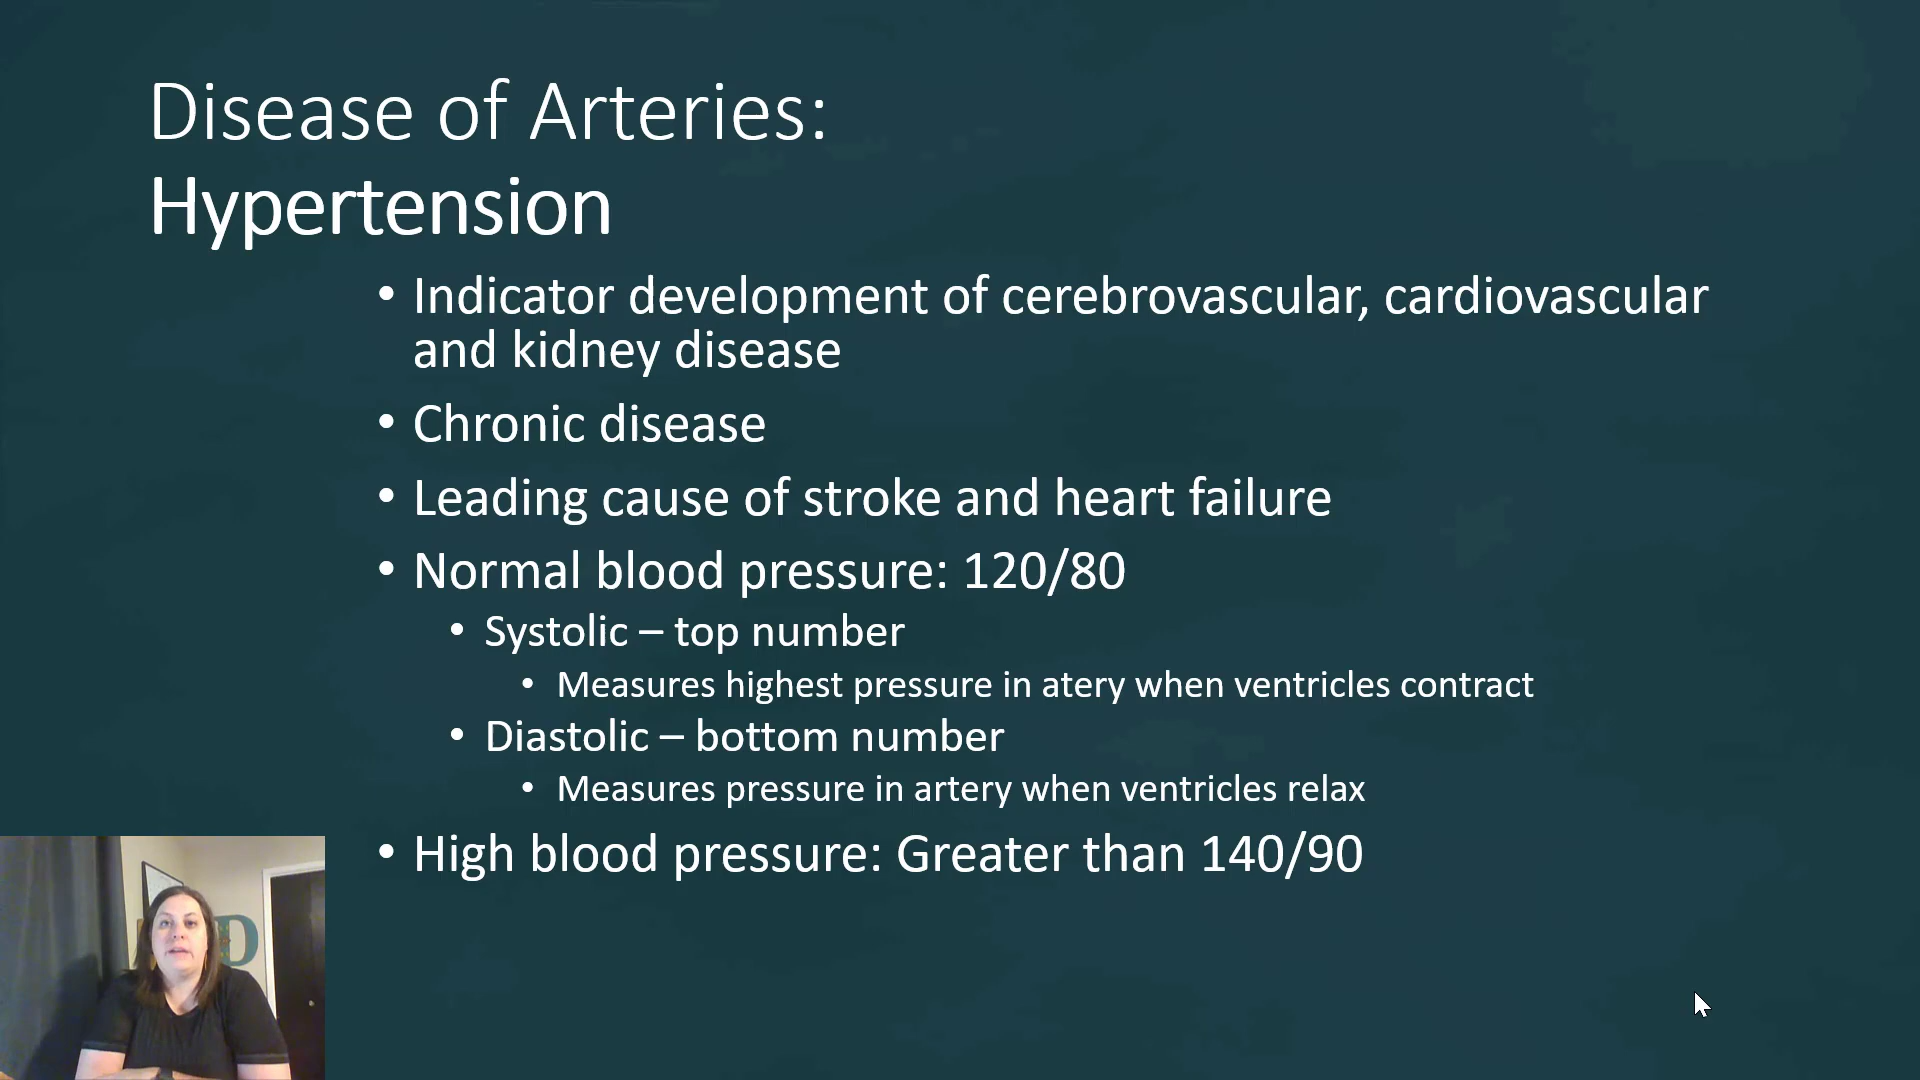 Disease of Arteries:
Hypertension
• Indicator development of cerebrovascular, cardiovascular
and kidney disease
• Chronic disease
• Leading cause of stroke and heart failure
• Normal blood pressure: 120/80
• Systolic – top number
• Measures highest pressure in atery when ventricles contract
• Diastolic – bottom number
• Measures pressure in artery when ventricles relax
• High blood pressure: Greater than 140/90
D